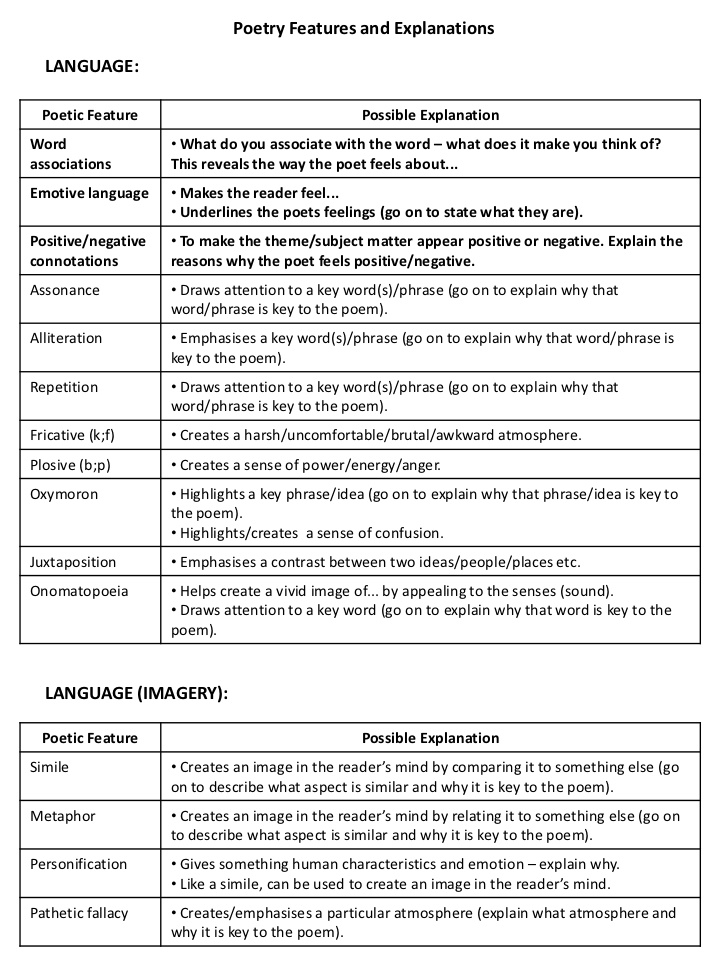 Poetry Features and Explanations
LANGUAGE:
Poetic Feature Possible Explanation
Word • What do you associate with the word – what does it make you think of?
associations This reveals the way the poet feels about...
Emotive language • Makes the reader feel...
• Underlines the poets feelings (go on to state what they are).
Positive/negative • To make the theme/subject matter appear positive or negative. Explain the
connotations reasons why the poet feels positive/negative.
Assonance • Draws attention to a key word(s)/phrase (go on to explain why that
word/phrase is key to the poem).
Alliteration • Emphasises a key word(s)/phrase (go on to explain why that word/phrase is
key to the poem).
Repetition • Draws attention to a key word(s)/phrase (go on to explain why that
word/phrase is key to the poem).
Fricative (k;f) • Creates a harsh/uncomfortable/brutal/awkward atmosphere.
Plosive (b;p) • Creates a sense of power/energy/anger.
Oxymoron • Highlights a key phrase/idea (go on to explain why that phrase/idea is key to
the poem).
• Highlights/creates a sense of confusion.
Juxtaposition • Emphasises a contrast between two ideas/people/places etc.
Onomatopoeia • Helps create a vivid image of... by appealing to the senses (sound).
• Draws attention to a key word (go on to explain why that word is key to the
poem).
LANGUAGE (IMAGERY):
Poetic Feature Possible Explanation
Simile • Creates an image in the reader’s mind by comparing it to something else (go
on to describe what aspect is similar and why it is key to the poem).
Metaphor • Creates an image in the reader’s mind by relating it to something else (go on
to describe what aspect is similar and why it is key to the poem).
Personification • Gives something human characteristics and emotion – explain why.
• Like a simile, can be used to create an image in the reader’s mind.
Pathetic fallacy • Creates/emphasises a particular atmosphere (explain what atmosphere and
why it is key to the poem).